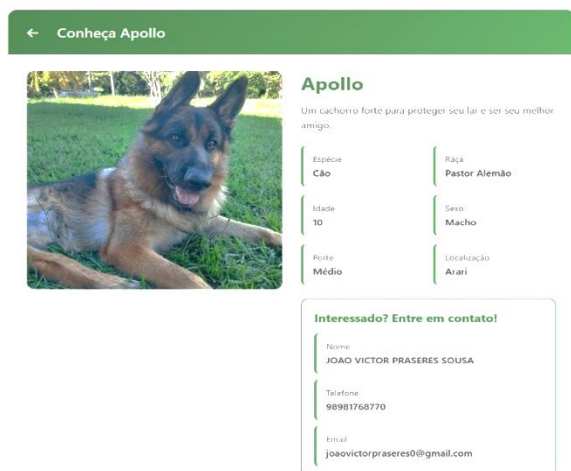 ← Conheça Apollo
Apollo
Um cachorro forte para proteger seu lar e ser seu melhor
amigo.
Espécie
Cão
Raça
Pastor Alemão
Idade
10
Sexo
Macho
Porte
Médio
Localização
Arari
Interessado? Entre em contato!
Nome
JOAO VICTOR PRASERES SOUSA
Telefone
98981768770
Email
joaovictorpraseres0@gmail.com